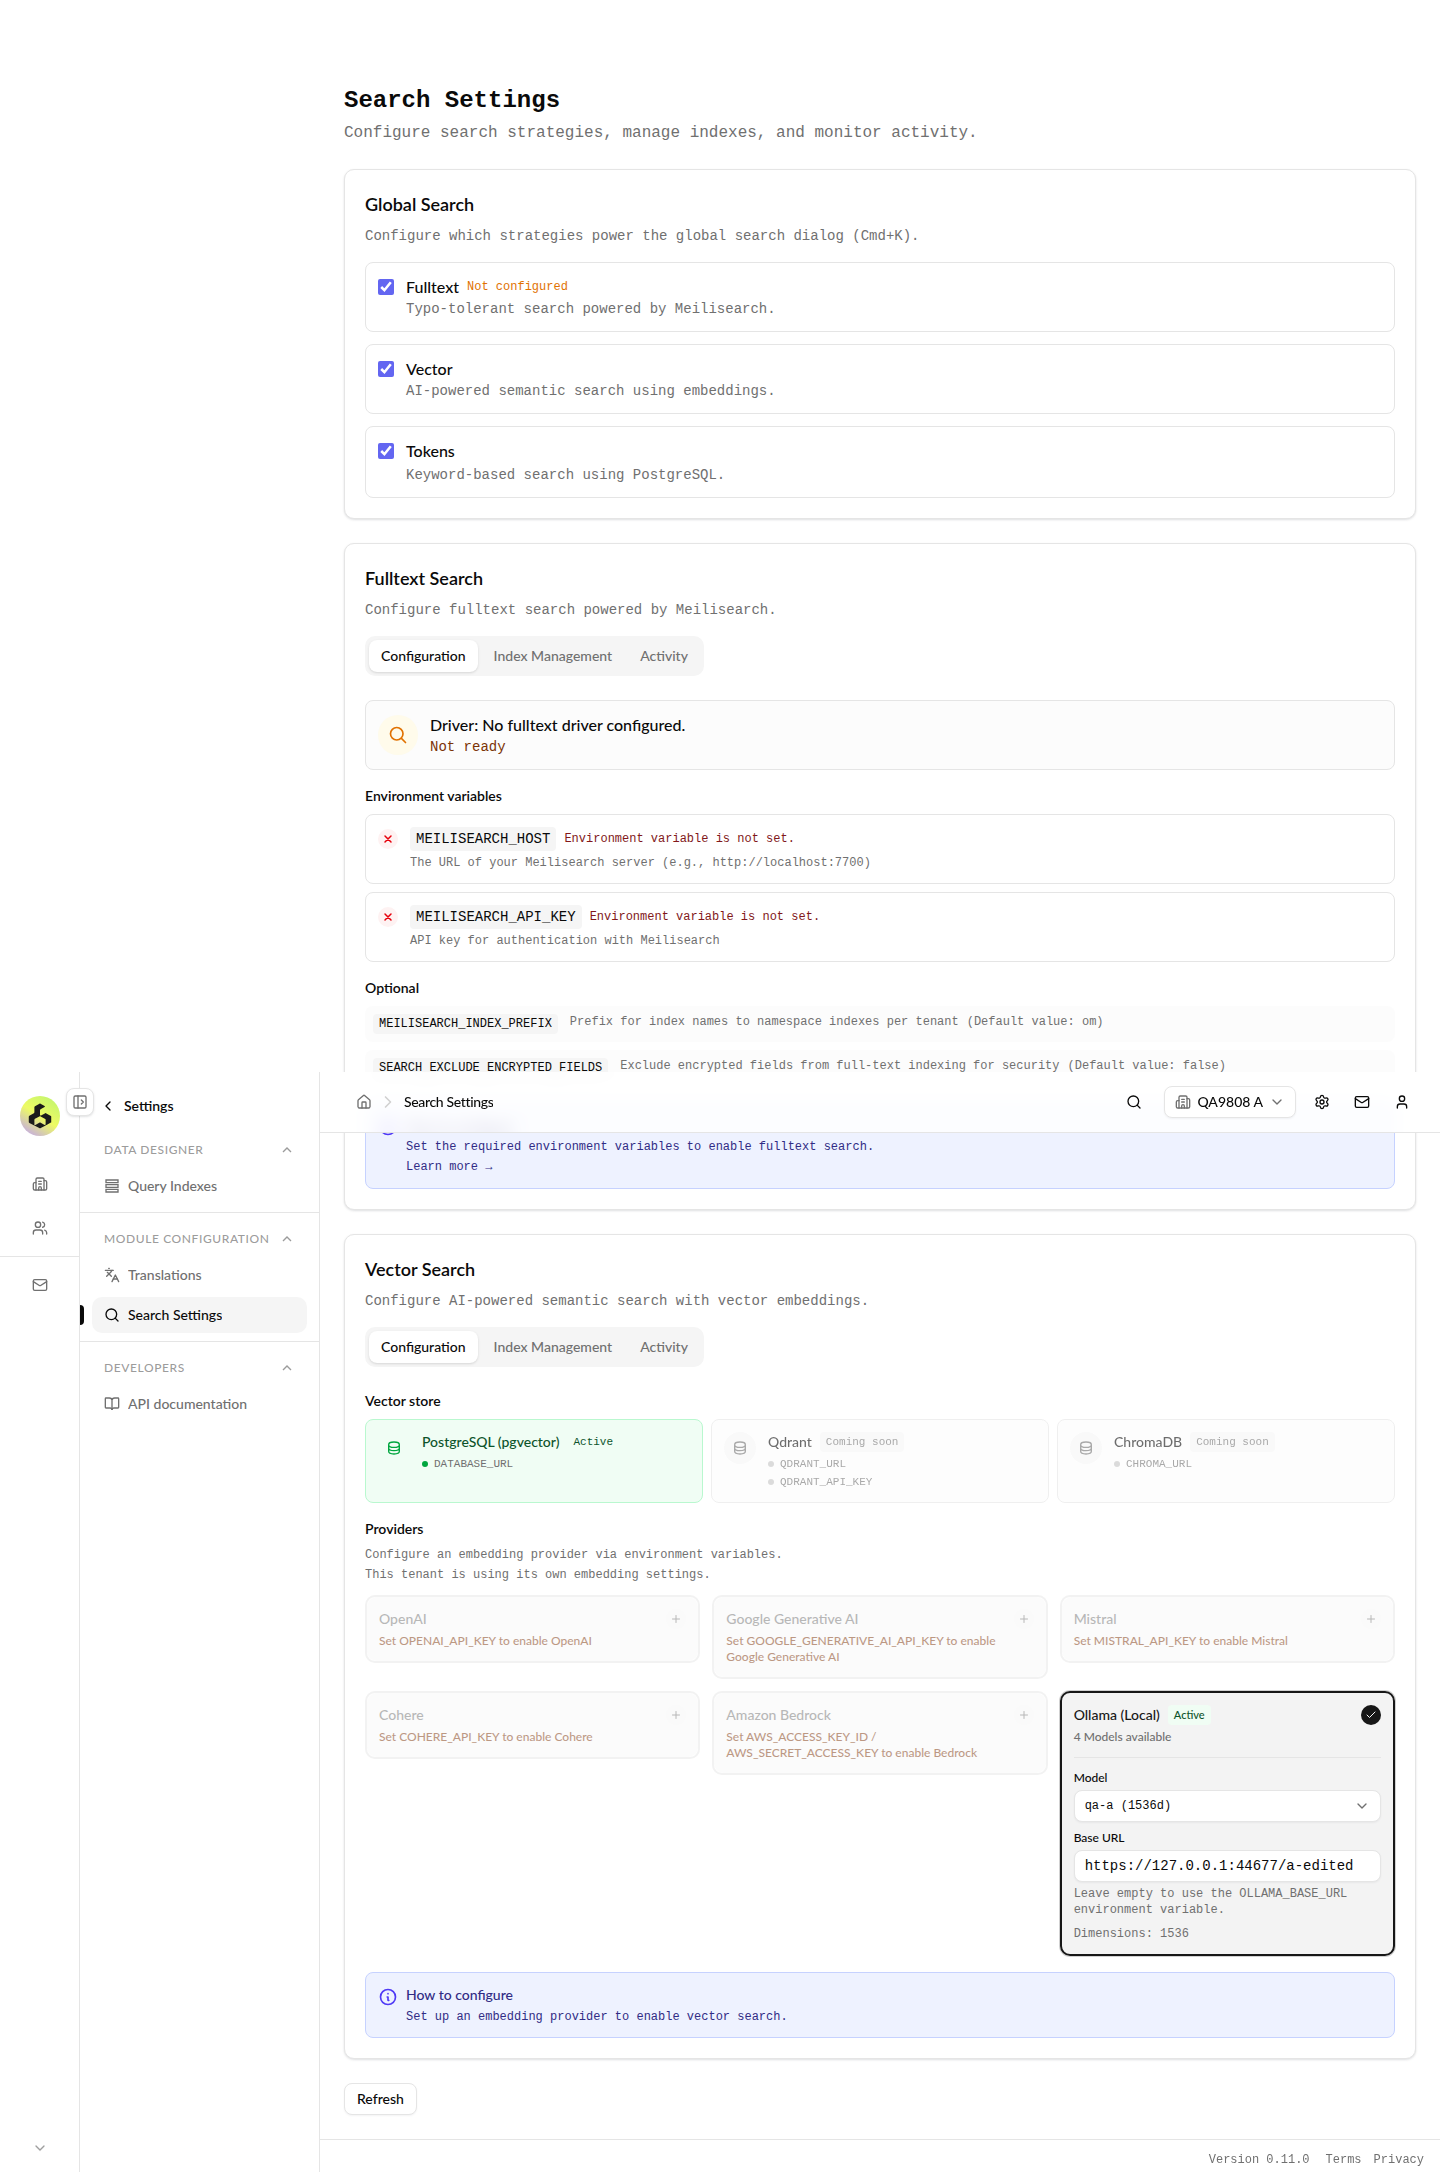 Search Settings
Configure search strategies, manage indexes, and monitor activity.
Global Search
Configure which strategies power the global search dialog (Cmd+K).
Fulltext Not configured
Typo-tolerant search powered by Meilisearch.
Vector
AI-powered semantic search using embeddings.
Tokens
Keyword-based search using PostgreSQL.
Fulltext Search
Configure fulltext search powered by Meilisearch.
Configuration Index Management Activity
Driver: No fulltext driver configured.
Not ready
Environment variables
MEILISEARCH_HOST Environment variable is not set.
The URL of your Meilisearch server (e.g., http://localhost:7700)
MEILISEARCH_API_KEY Environment variable is not set.
API key for authentication with Meilisearch
Optional
MEILISEARCH_INDEX_PREFIX Prefix for index names to namespace indexes per tenant (Default value: om)
SEARCH_EXCLUDE_ENCRYPTED_FIELDS Exclude encrypted fields from full-text indexing for security (Default value: false)
Settings
Search Settings
QA9808 A
DATA DESIGNER
Query Indexes
MODULE CONFIGURATION
Translations
Search Settings
DEVELOPERS
API documentation
Set the required environment variables to enable fulltext search.
Learn more →
Vector Search
Configure AI-powered semantic search with vector embeddings.
Configuration Index Management Activity
Vector store
PostgreSQL (pgvector) Active
DATABASE_URL
Qdrant Coming soon
QDRANT_URL
QDRANT_API_KEY
ChromaDB Coming soon
CHROMA_URL
Providers
Configure an embedding provider via environment variables.
This tenant is using its own embedding settings.
OpenAI
Set OPENAI_API_KEY to enable OpenAI
Google Generative AI
Set GOOGLE_GENERATIVE_AI_API_KEY to enable
Google Generative AI
Mistral
Set MISTRAL_API_KEY to enable Mistral
Cohere
Set COHERE_API_KEY to enable Cohere
Amazon Bedrock
Set AWS_ACCESS_KEY_ID /
AWS_SECRET_ACCESS_KEY to enable Bedrock
Ollama (Local) Active
4 Models available
Model
qa-a (1536d)
Base URL
https://127.0.0.1:44677/a-edited
Leave empty to use the OLLAMA_BASE_URL
environment variable.
Dimensions: 1536
How to configure
Set up an embedding provider to enable vector search.
Refresh
Version 0.11.0 Terms Privacy